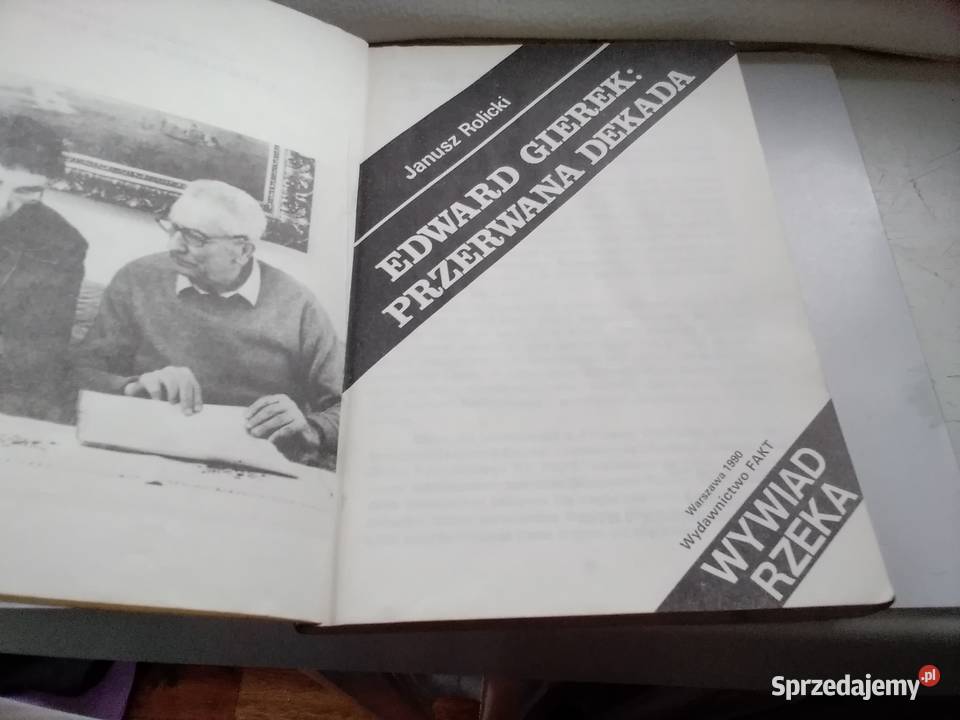 Janusz Rolicki
EDWARD GIEREK:
PRZERWANA DEKADA
Warszawa 1990
Wydawnictwo FAKT
WYWIAD
RZEKA
Sprzedajemy.pl